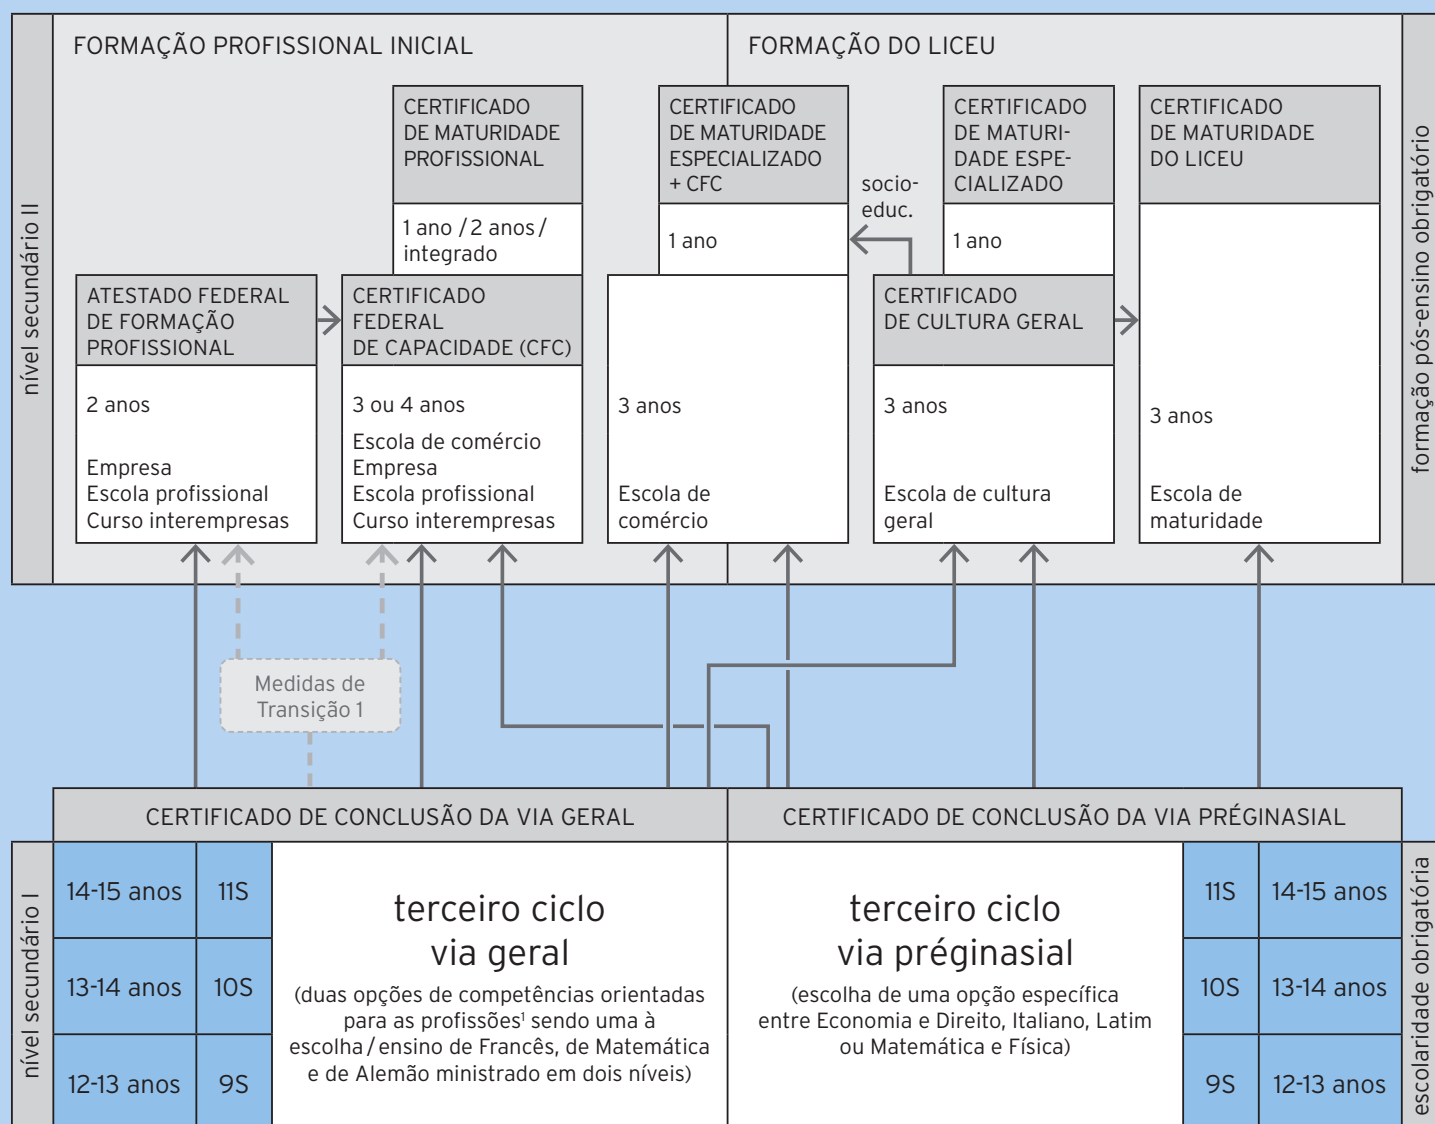 FORMAÇÃO PROFISSIONAL INICIAL
FORMAÇÃO DO LICEU
nível secundário II
formação pós-ensino obrigatório
CERTIFICADO
DE MATURIDADE
PROFISSIONAL
1 ano / 2 anos /
integrado
CERTIFICADO
DE MATURIDADE
ESPECIALIZADO
+ CFC
1 ano
socio-
educ.
CERTIFICADO
DE MATURI-
DADE ESPE-
CIALIZADO
1 ano
CERTIFICADO
DE MATURIDADE
DO LICEU
ATESTADO FEDERAL
DE FORMAÇÃO
PROFISSIONAL
2 anos
Empresa
Escola profissional
Curso interempresas
CERTIFICADO
FEDERAL
DE CAPACIDADE (CFC)
3 ou 4 anos
Escola de comércio
Empresa
Escola profissional
Curso interempresas
3 anos
Escola de
comércio
CERTIFICADO
DE CULTURA GERAL
3 anos
Escola de cultura
geral
3 anos
Escola de
maturidade
Medidas de
Transição 1
CERTIFICADO DE CONCLUSÃO DA VIA GERAL
CERTIFICADO DE CONCLUSÃO DA VIA PRÉGINASIAL
nível secundário I
14-15 anos
11S
13-14 anos
10S
12-13 anos
9S
terceiro ciclo
via geral
(duas opções de competências orientadas
para as profissões¹ sendo uma à
escolha / ensino de Francês, de Matemática
e de Alemão ministrado em dois níveis)
terceiro ciclo
via préginasial
(escolha de uma opção específica
entre Economia e Direito, Italiano, Latim
ou Matemática e Física)
11S
14-15 anos
10S
13-14 anos
9S
12-13 anos
escolaridade obrigatória